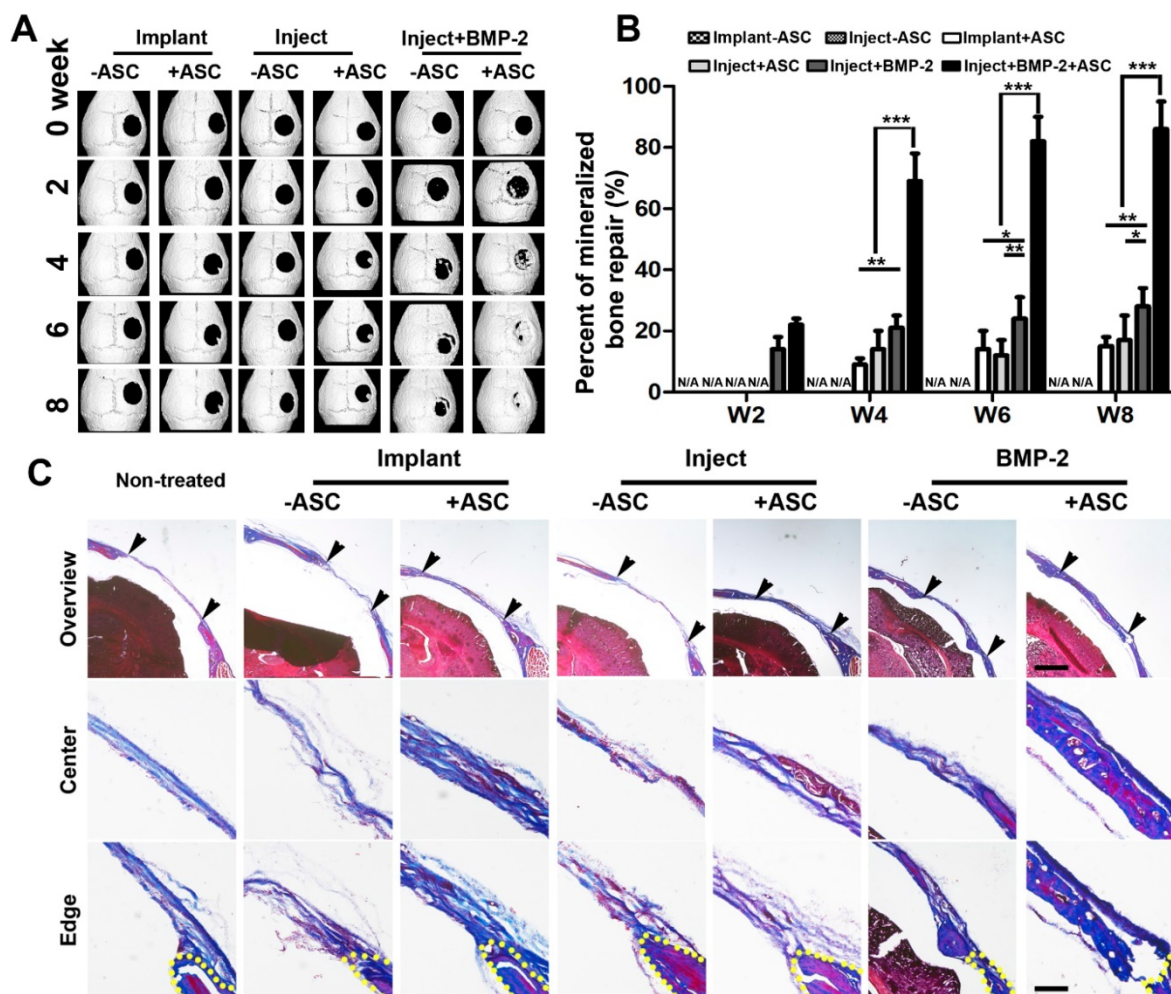 A
Implant Inject Inject+BMP-2
-ASC +ASC -ASC +ASC -ASC +ASC
0 week
2
4
6
8
B
Implant-ASC Inject-ASC Implant+ASC
Inject+ASC Inject+BMP-2 Inject+BMP-2+ASC
Percent of mineralized
bone repair (%)
100
80
60
40
20
0
***
***
***
**
*
**
**
*
N/A N/A N/A N/A N/A N/A N/A N/A N/A N/A
W2 W4 W6 W8
C
Non-treated Implant Inject BMP-2
-ASC +ASC -ASC +ASC -ASC +ASC
Overview
Center
Edge